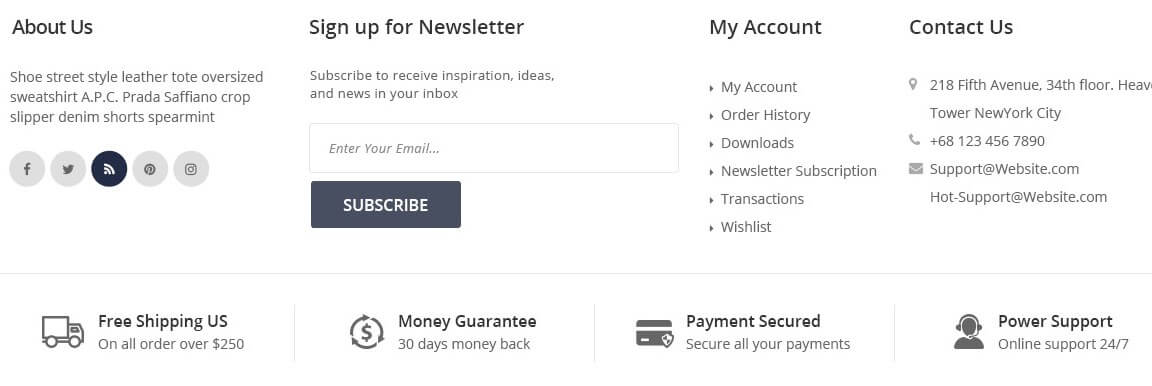 About Us
Shoe street style leather tote oversized
sweatshirt A.P.C. Prada Saffiano crop
slipper denim shorts spearmint
Sign up for Newsletter
Subscribe to receive inspiration, ideas,
and news in your inbox
Enter Your Email...
SUBSCRIBE
My Account
My Account
Order History
Downloads
Newsletter Subscription
Transactions
Wishlist
Contact Us
218 Fifth Avenue, 34th floor.
Tower NewYork City
+68 123 456 7890
Support@Website.com
Hot-Support@Website.com
Free Shipping US
On all order over $250
Money Guarantee
30 days money back
Payment Secured
Secure all your payments
Power Support
Online support 24/7